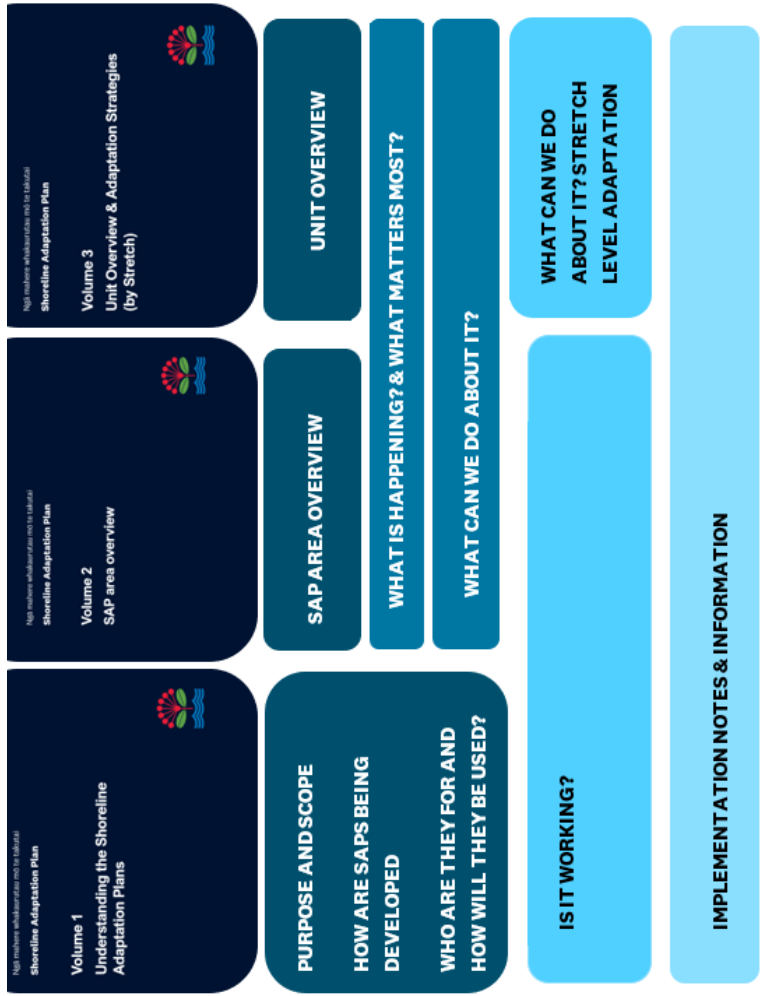 Ngā mahere whakaurutau mō te takutai
Shoreline Adaptation Plan
Volume 1
Understanding the Shoreline
Adaptation Plans
Ngā mahere whakaurutau mō te takutai
Shoreline Adaptation Plan
Volume 2
SAP area overview
Ngā mahere whakaurutau mō te takutai
Shoreline Adaptation Plan
Volume 3
Unit Overview & Adaptation Strategies
(by Stretch)
PURPOSE AND SCOPE
HOW ARE SAPS BEING
DEVELOPED
WHO ARE THEY FOR AND
HOW WILL THEY BE USED?
SAP AREA OVERVIEW
UNIT OVERVIEW
WHAT IS HAPPENING? & WHAT MATTERS MOST?
WHAT CAN WE DO ABOUT IT?
IS IT WORKING?
WHAT CAN WE DO
ABOUT IT? STRETCH
LEVEL ADAPTATION
IMPLEMENTATION NOTES & INFORMATION